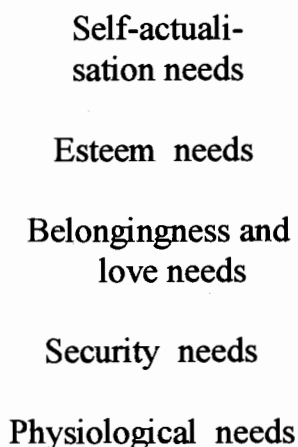 Self-actuali-
sation needs
Esteem needs
Belongingness and
love needs
Security needs
Physiological needs